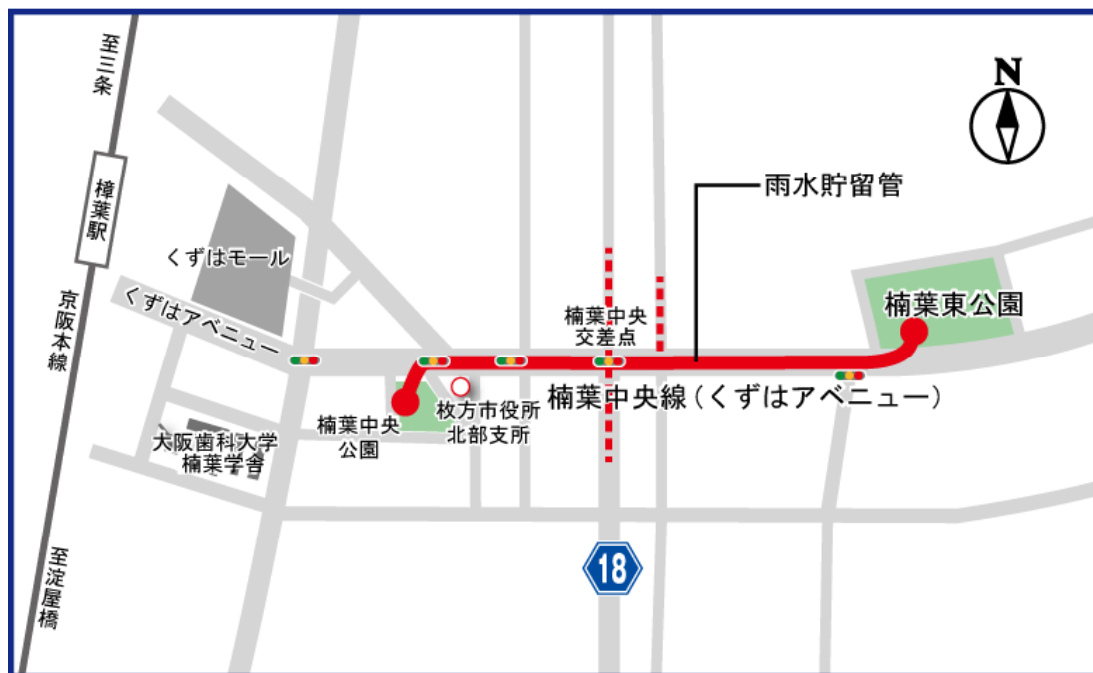 至三条
N
樟葉駅
雨水貯留管
くずはモール
京阪本線
くずはアベニュー
楠葉中央
交差点
楠葉東公園
楠葉中央線(くずはアベニュー)
楠葉中央
公園
枚方市役所
北部支所
大阪歯科大学
楠葉学舎
至淀屋橋
18